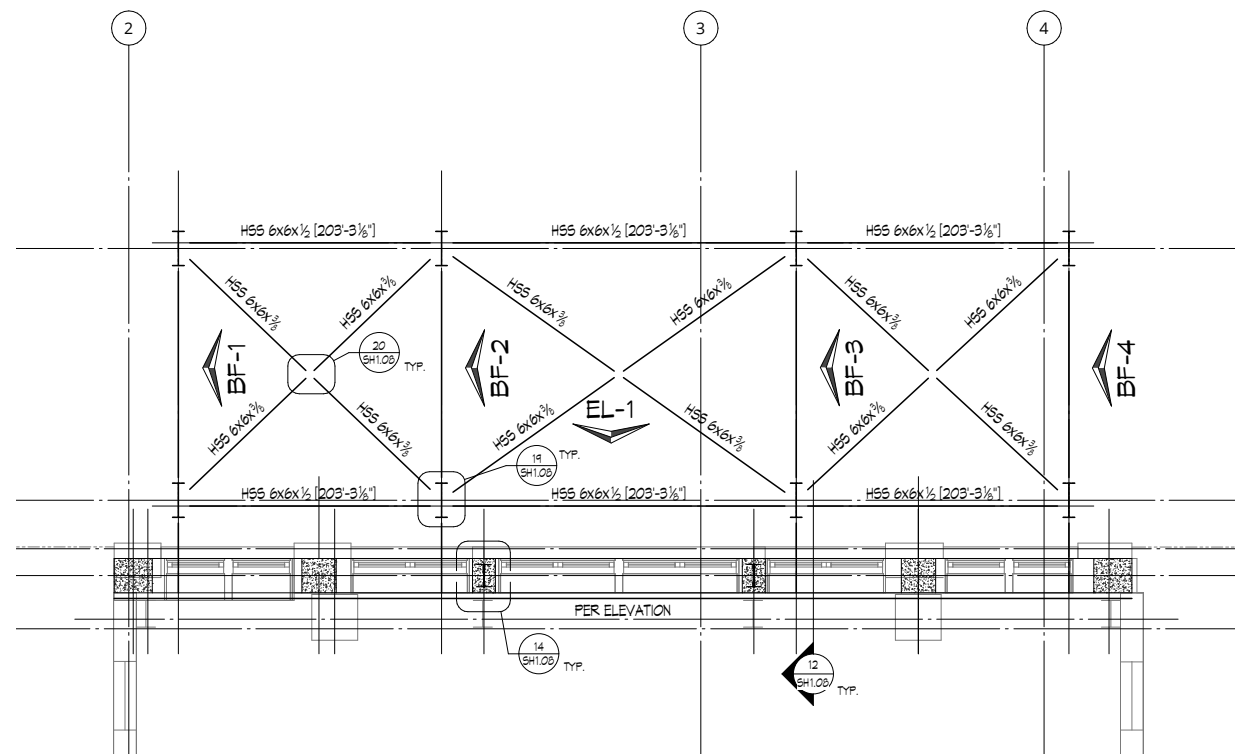 2
3
4
HSS 6x6x½ [203'-3⅛"]
HSS 6x6x½ [203'-3⅛"]
HSS 6x6x½ [203'-3⅛"]
HSS 6x6x⅜
HSS 6x6x⅜
HSS 6x6x⅜
HSS 6x6x⅜
HSS 6x6x⅜
HSS 6x6x⅜
20
SH1.08
TYP.
BF-1
BF-2
BF-3
BF-4
EL-1
HSS 6x6x⅜
HSS 6x6x⅜
HSS 6x6x⅜
HSS 6x6x⅜
HSS 6x6x⅜
HSS 6x6x⅜
19
SH1.08
TYP.
HSS 6x6x½ [203'-3⅛"]
HSS 6x6x½ [203'-3⅛"]
HSS 6x6x½ [203'-3⅛"]
PER ELEVATION
14
SH1.08
TYP.
12
SH1.08
TYP.